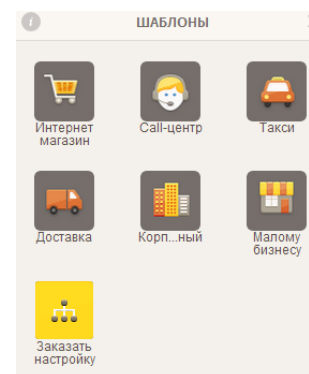 ШАБЛОНЫ
Интернет
магазин
Call-центр
Такси
Доставка
Корп...ный
Малому
бизнесу
Заказать
настройку